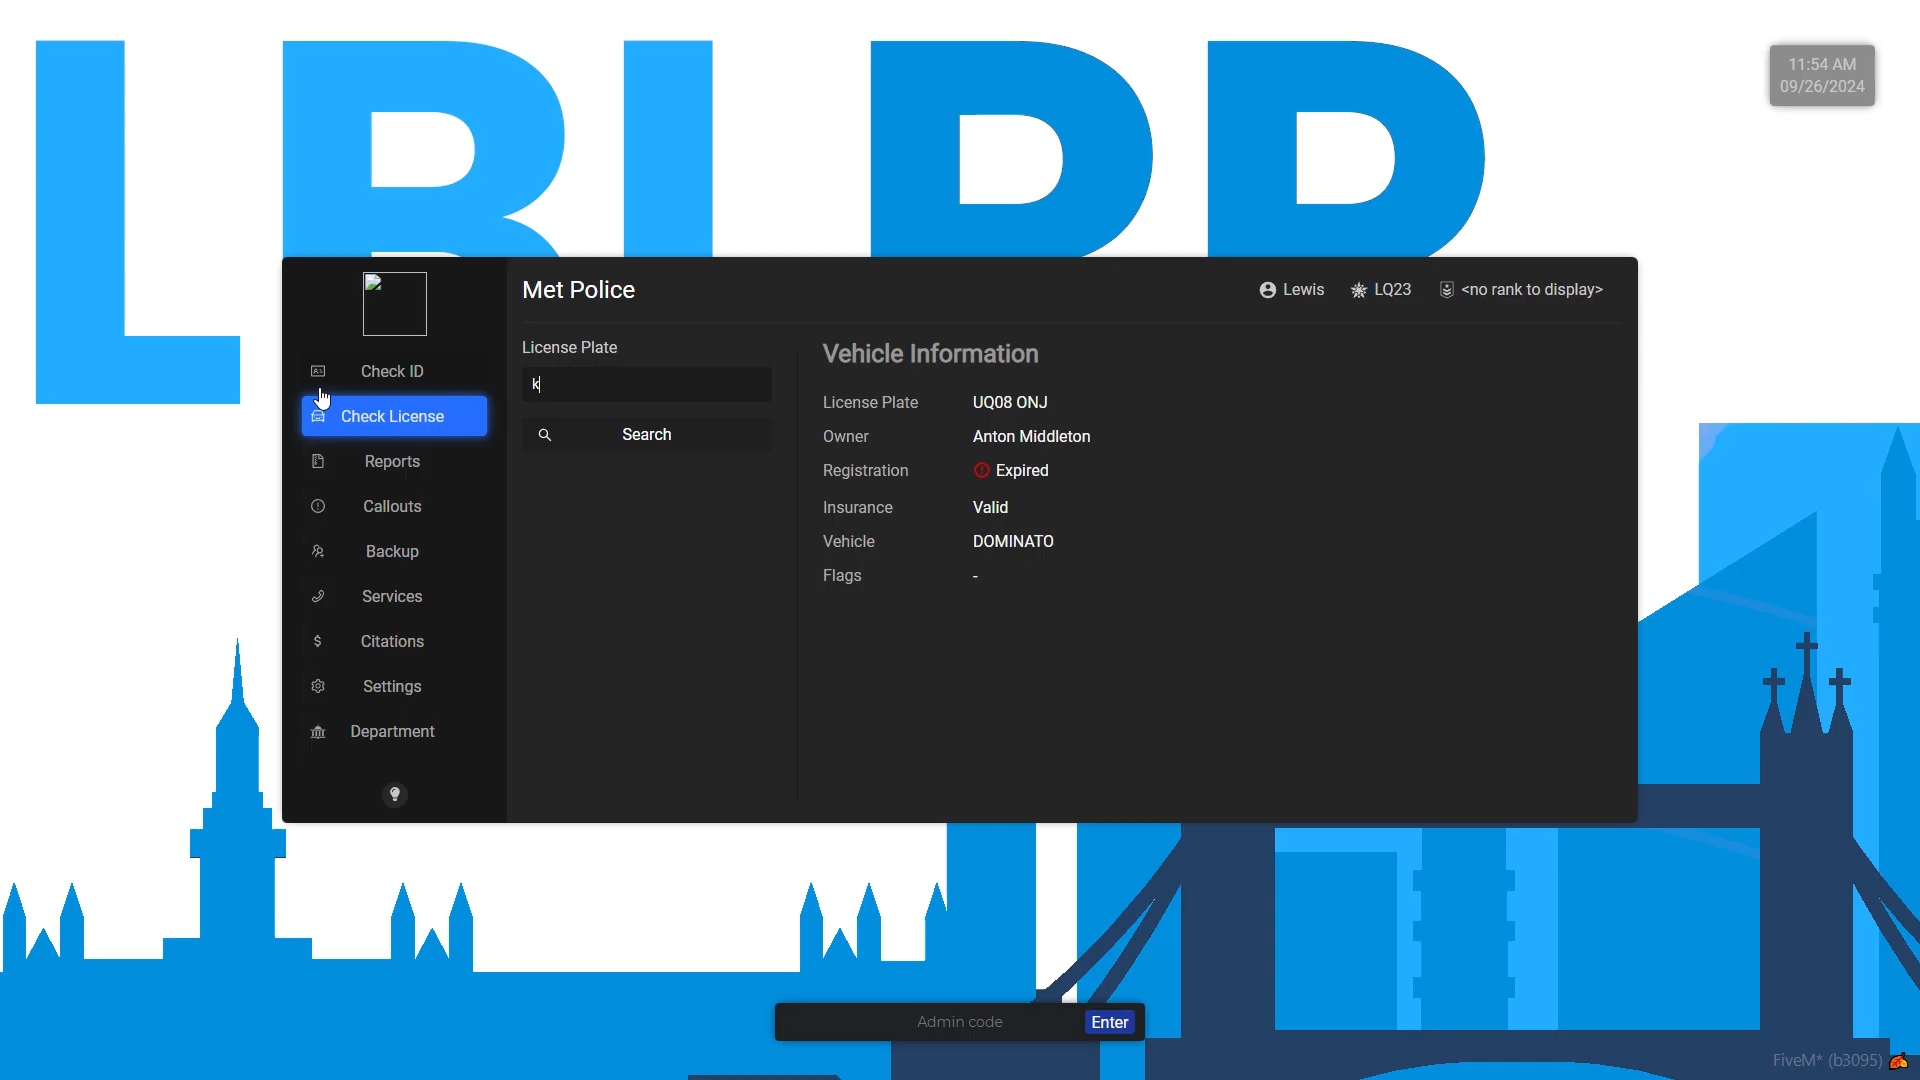 LBLRP
11:54 AM
09/26/2024
Met Police
Lewis
LQ23
<no rank to display>
Check ID
Check License
Reports
Callouts
Backup
Services
Citations
Settings
Department
License Plate
k
Search
Vehicle Information
License Plate UQ08 ONJ
Owner Anton Middleton
Registration Expired
Insurance Valid
Vehicle DOMINATO
Flags -
Admin code
Enter
FiveM* (b3095)